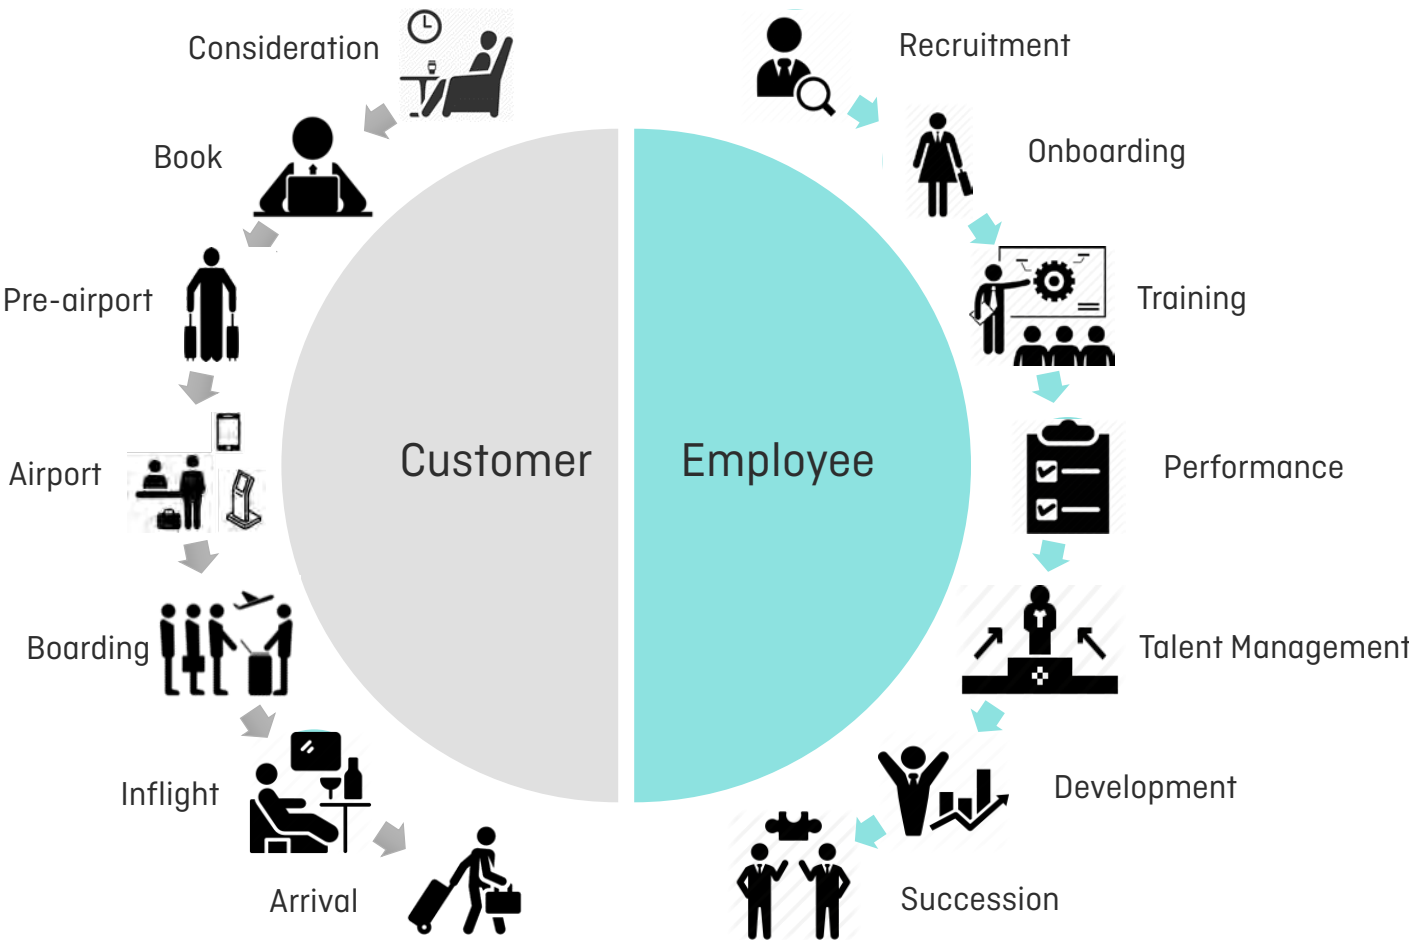 Consideration
Book
Pre-airport
Airport
Boarding
Inflight
Arrival
Customer
Employee
Recruitment
Onboarding
Training
Performance
Talent Management
Development
Succession